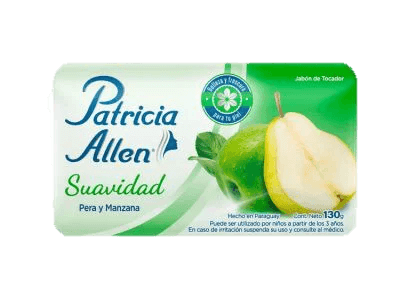 Belleza y frescura
para tu piel
Jabón de Tocador
Patricia
Allen®
Suavidad
Pera y Manzana
Hecho en Paraguay
Cont. Neto 130g
Puede ser utilizado por niños a partir de los 3 años.
En caso de irritación suspenda su uso y consulte al médico.